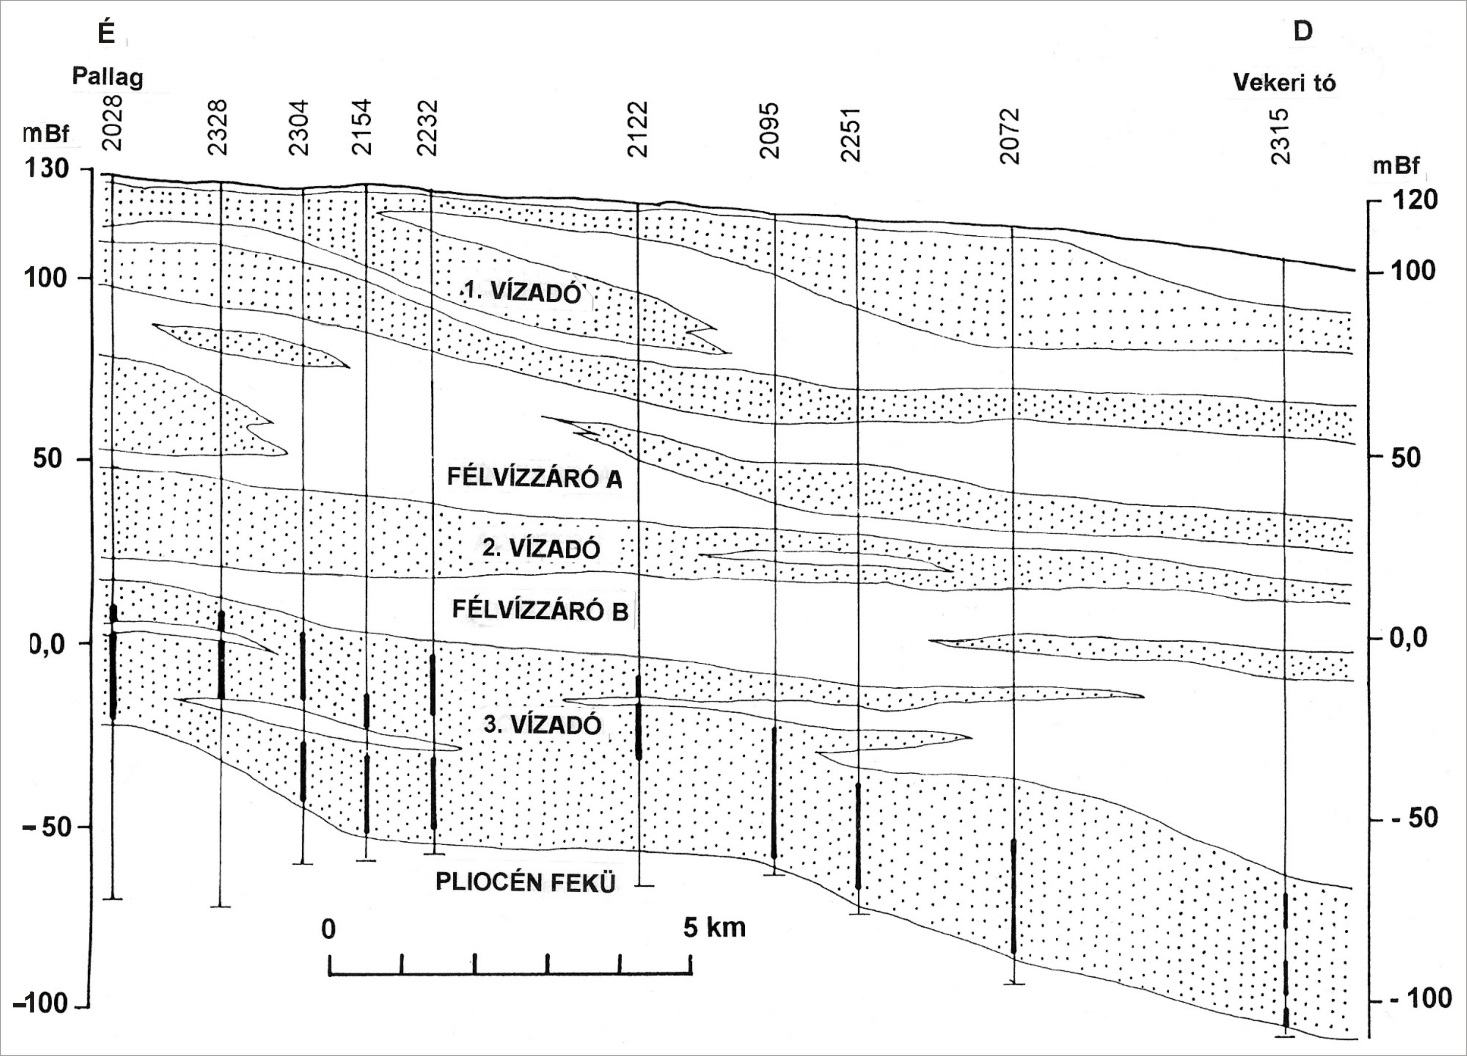 É
D
Pallag
Vekeri tó
2028
2328
2304
2154
2232
2122
2095
2251
2072
2315
mBf
mBf
130
120
100
100
50
50
0,0
0,0
-50
- 50
-100
- 100
1. VÍZADÓ
FÉLVÍZZÁRÓ A
2. VÍZADÓ
FÉLVÍZZÁRÓ B
3. VÍZADÓ
PLIOCÉN FEKÜ
0
5 km